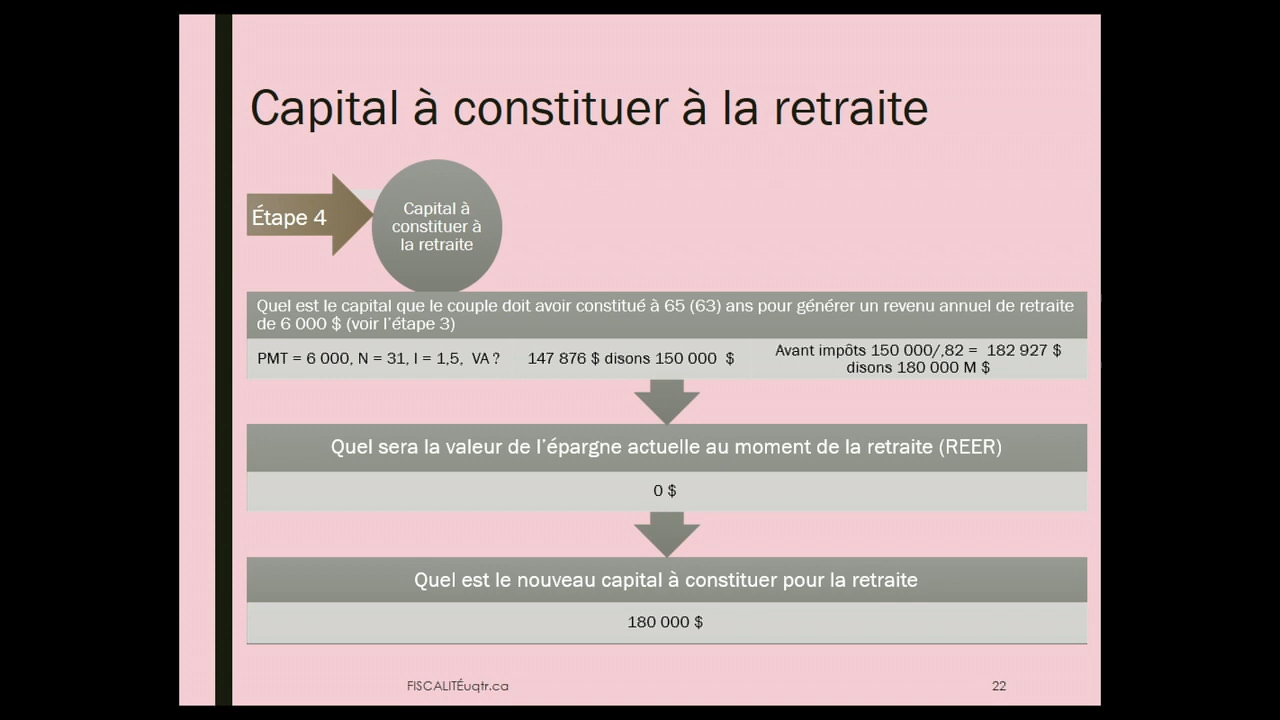 Capital à constituer à la retraite
Étape 4
Capital à
constituer à
la retraite
Quel est le capital que le couple doit avoir constitué à 65 (63) ans pour générer un revenu annuel de retraite
de 6 000 $ (voir l'étape 3)
PMT = 6 000, N = 31, I = 1,5, VA ?
147 876 $ disons 150 000 $
Avant impôts 150 000/,82 = 182 927 $
disons 180 000 M $
Quel sera la valeur de l'épargne actuelle au moment de la retraite (REER)
0 $
Quel est le nouveau capital à constituer pour la retraite
180 000 $
FISCALITÉuqtr.ca
22